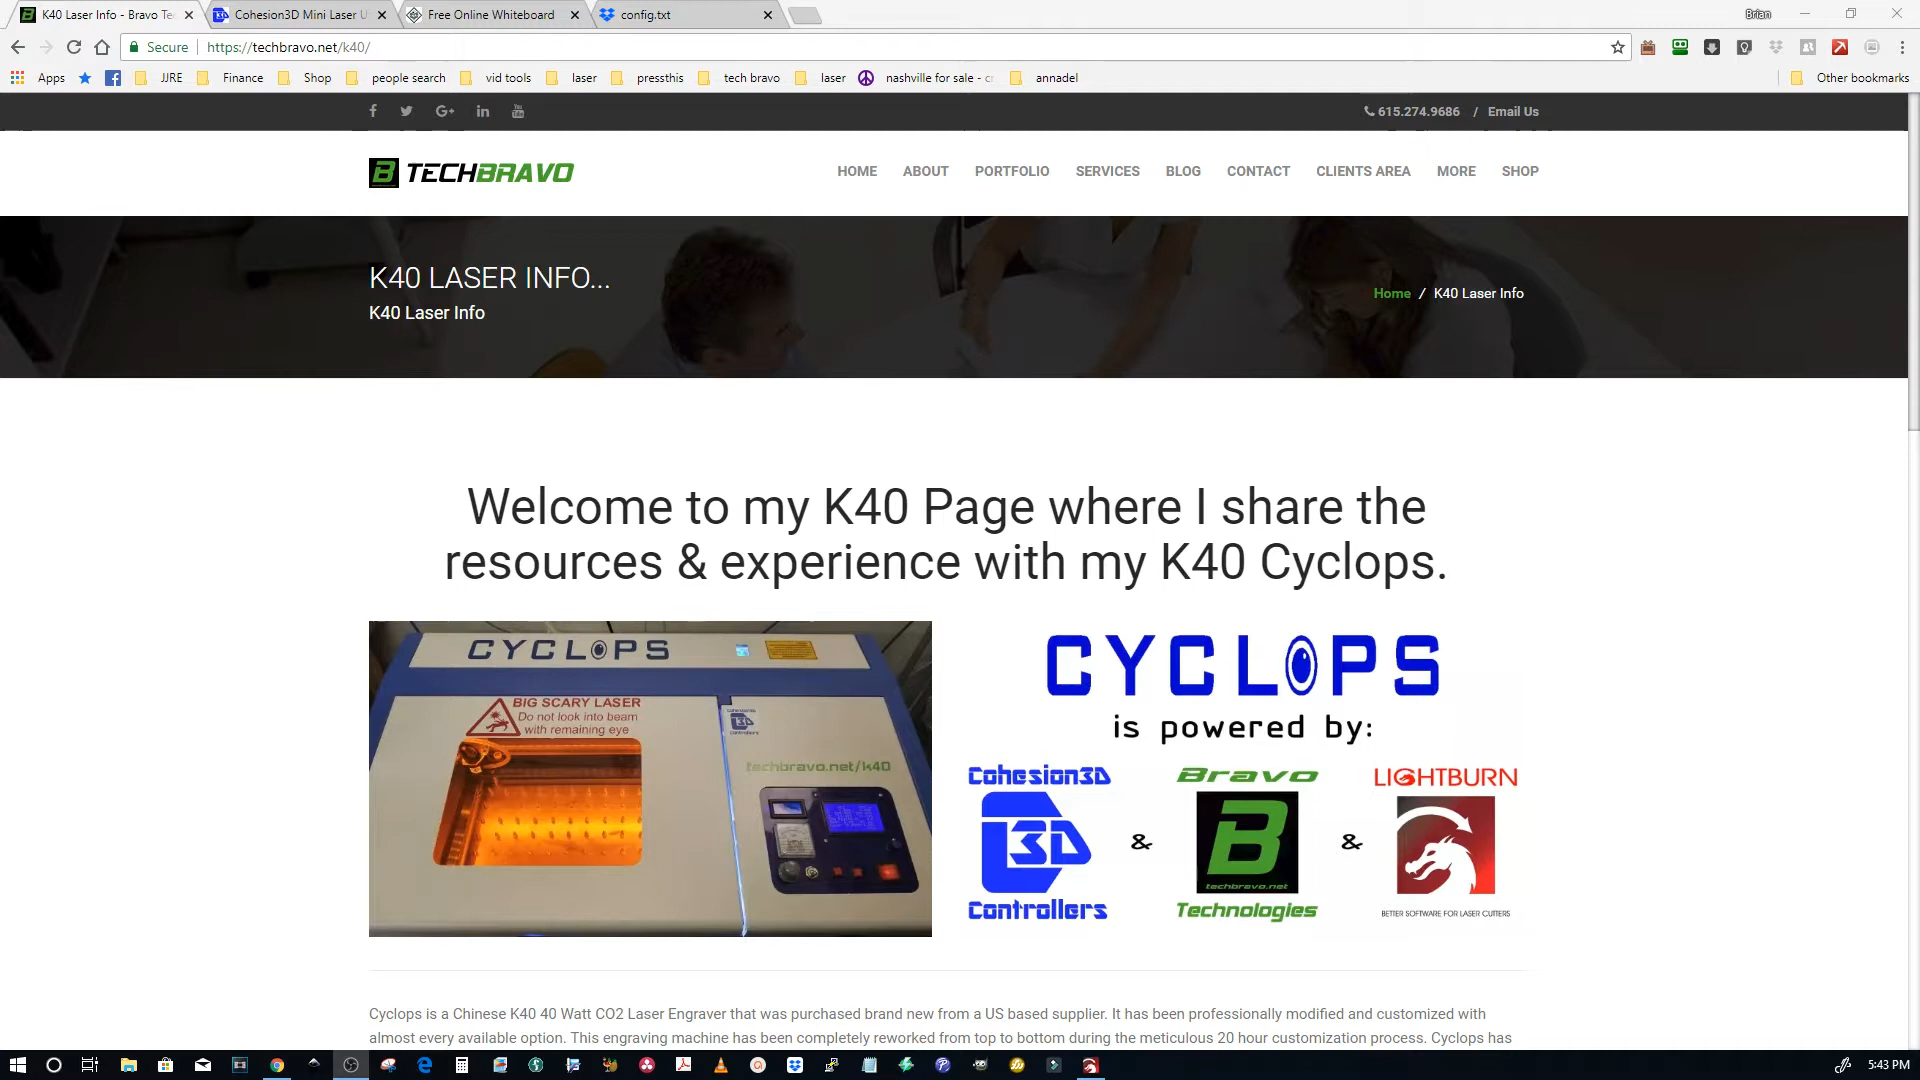 K40 Laser Info - Bravo Te
Cohesion3D Mini Laser U
Free Online Whiteboard
config.txt
Brian
Secure
https://techbravo.net/k40/
Apps
JJRE
Finance
Shop
people search
vid tools
laser
pressthis
tech bravo
laser
nashville for sale - c
annadel
Other bookmarks
615.274.9686 / Email Us
B TECHBRAVO
HOME
ABOUT
PORTFOLIO
SERVICES
BLOG
CONTACT
CLIENTS AREA
MORE
SHOP
K40 LASER INFO...
K40 Laser Info
Home / K40 Laser Info
Welcome to my K40 Page where I share the
resources & experience with my K40 Cyclops.
CYCLOPS
BIG SCARY LASER
Do not look into beam
with remaining eye
Cohesion3D
C3D
Controllers
techbravo.net/k40
CYCLOPS
is powered by:
Cohesion3D
C3D
Controllers
&
Bravo
B
techbravo.net
Technologies
&
LIGHTBURN
BETTER SOFTWARE FOR LASER CUTTERS
Cyclops is a Chinese K40 40 Watt CO2 Laser Engraver that was purchased brand new from a US based supplier. It has been professionally modified and customized with
almost every available option. This engraving machine has been completely reworked from top to bottom during the meticulous 20 hour customization process. Cyclops has
5:43 PM